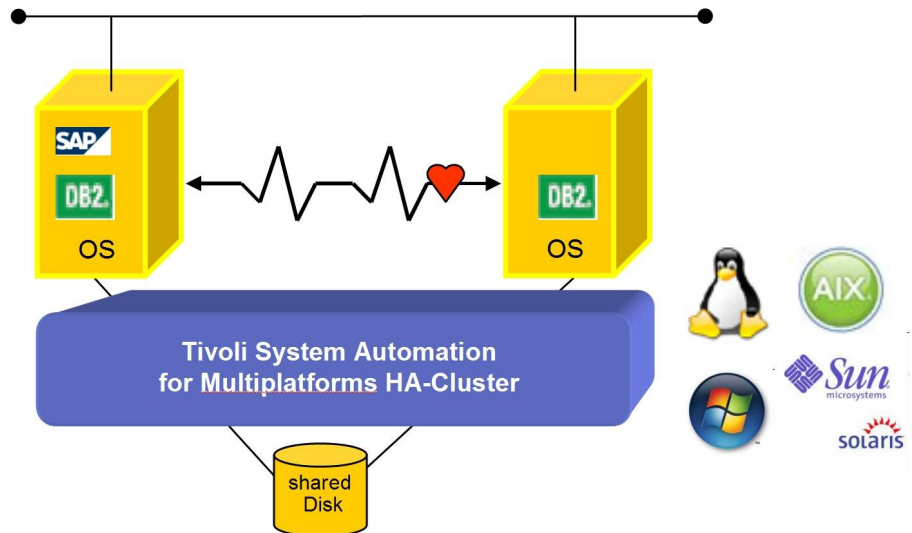 SAP
DB2.
OS
DB2.
OS
Tivoli System Automation
for Multiplatforms HA-Cluster
shared
Disk
AIX
Sun
microsystems
solaris